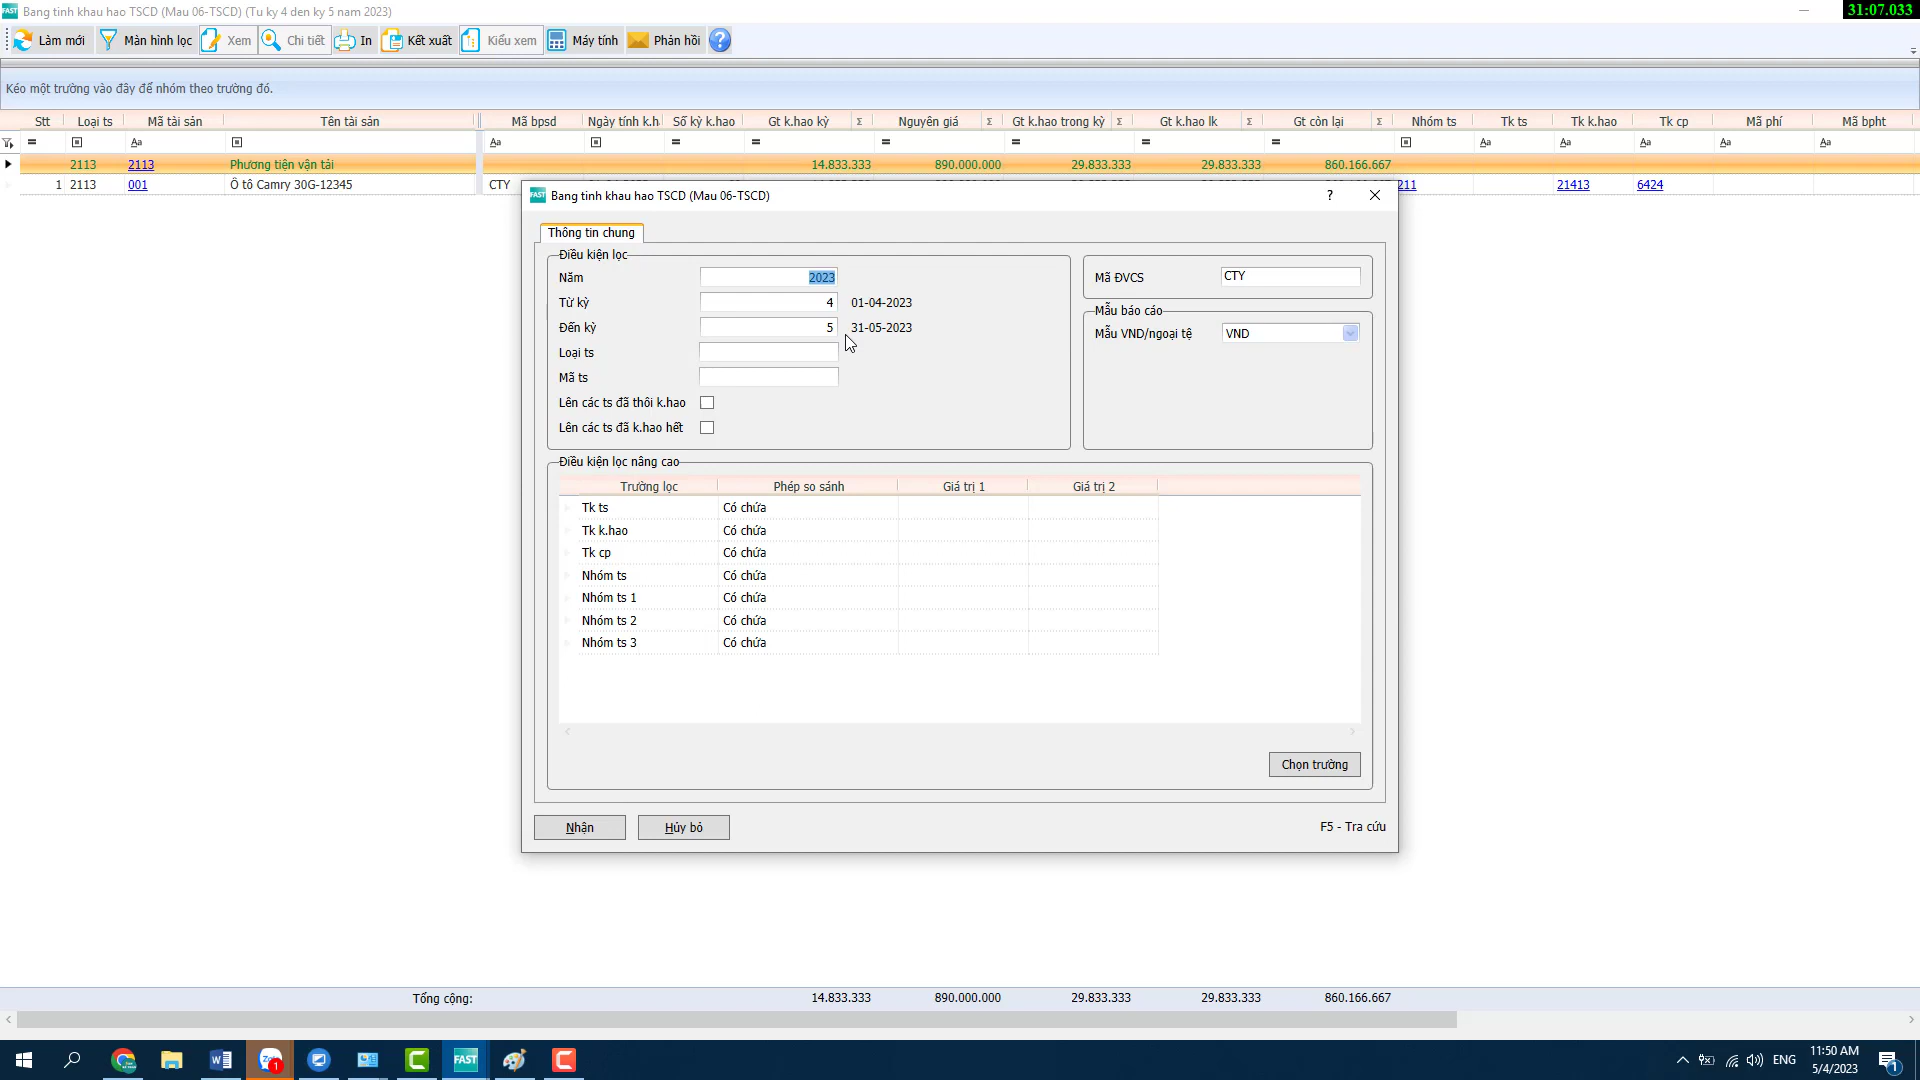 FAST Bang tinh khau hao TSCD (Mau 06-TSCD) (Tu ky 4 den ky 5 nam 2023)
31:07.033
Làm mới Màn hình lọc Xem Chi tiết In Kết xuất Kiểu xem Máy tính Phản hồi ?
Kéo một trường vào đây để nhóm theo trường đó.
Stt Loại ts Mã tài sản Tên tài sản Mã bpsd Ngày tính k.h Số kỳ k.hao Gt k.hao kỳ Σ Nguyên giá Σ Gt k.hao trong kỳ Σ Gt k.hao lk Σ Gt còn lại Σ Nhóm ts Tk ts Tk k.hao Tk cp Mã phí Mã bpht
= Aa Aa = = = = = = Aa Aa Aa Aa Aa
2113 2113 Phương tiện vận tải 14.833.333 890.000.000 29.833.333 29.833.333 860.166.667
1 2113 001 Ô tô Camry 30G-12345 CTY 211 21413 6424
FAST Bang tinh khau hao TSCD (Mau 06-TSCD) ?
Thông tin chung
Điều kiện lọc
Năm 2023
Từ kỳ 4 01-04-2023
Đến kỳ 5 31-05-2023
Loại ts
Mã ts
Lên các ts đã thôi k.hao
Lên các ts đã k.hao hết
Mã ĐVCS CTY
Mẫu báo cáo
Mẫu VND/ngoại tệ VND
Điều kiện lọc nâng cao
Trường lọc Phép so sánh Giá trị 1 Giá trị 2
Tk ts Có chứa
Tk k.hao Có chứa
Tk cp Có chứa
Nhóm ts Có chứa
Nhóm ts 1 Có chứa
Nhóm ts 2 Có chứa
Nhóm ts 3 Có chứa
Chọn trường
Nhận Hủy bỏ F5 - Tra cứu
Tổng cộng: 14.833.333 890.000.000 29.833.333 29.833.333 860.166.667
1 FAST ENG 11:50 AM
5/4/2023 1